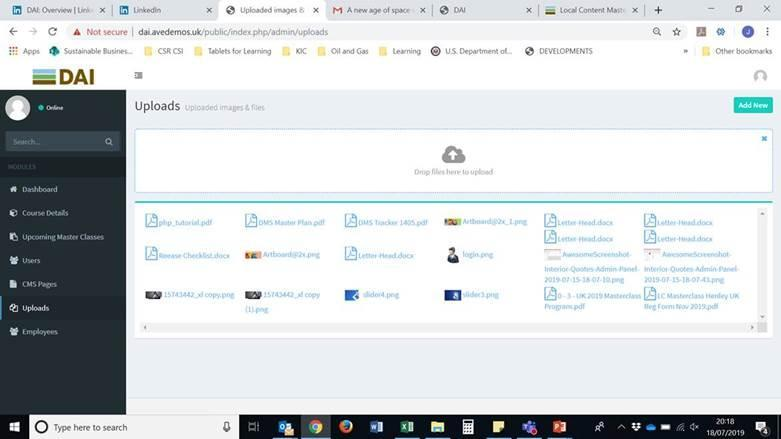 DAI: Overview | Linke
LinkedIn
Uploaded images &
A new age of space
DAI
Local Content Maste
Not secure | dai.avedemos.uk/public/index.php/admin/uploads
Apps
Sustainable Business...
CSR CSI
Tablets for Learning
KIC
Oil and Gas
Learning
U.S. Department of...
DEVELOPMENTS
»
Other bookmarks
DAI
Online
Search...
MODULES
Dashboard
Course Details
Upcoming Master Classes
Users
CMS Pages
Uploads
Employees
Uploads Uploaded images & files
Add New
Drop files here to upload
php_tutorial.pdf
DMS Master Plan.pdf
DMS Tracker 1405.pdf
Artboard@2x_1.png
Letter-Head.docx
Letter-Head.docx
Letter-Head.docx
Letter-Head.docx
Reease Checklist.docx
Artboard@2x.png
Letter-Head.docx
login.png
AwesomeScreenshot-
Interior-Quotes-Admin-Panel-
2019-07-15-18-07-10.png
AwesomeScreenshot-
Interior-Quotes-Admin-Panel-
2019-07-15-18-07-43.png
15743442_xl copy.png
15743442_xl copy
(1).png
slider4.png
slider3.png
0 - 3 - UK 2019 Masterclass
Program.pdf
LC Masterclass Henley UK
Reg Form Nov 2019.pdf
Type here to search
20:18
18/07/2019